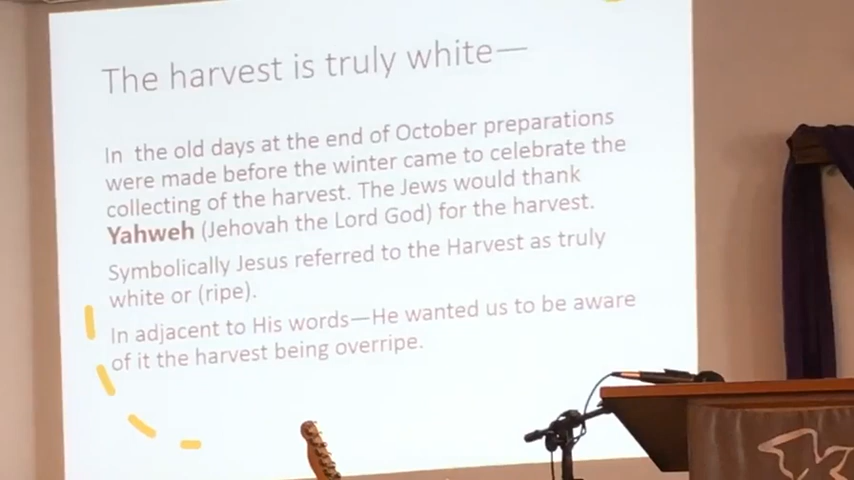 The harvest is truly white—
In the old days at the end of October preparations
were made before the winter came to celebrate the
collecting of the harvest. The Jews would thank
Yahweh (Jehovah the Lord God) for the harvest.
Symbolically Jesus referred to the Harvest as truly
white or (ripe).
In adjacent to His words—He wanted us to be aware
of it the harvest being overripe.